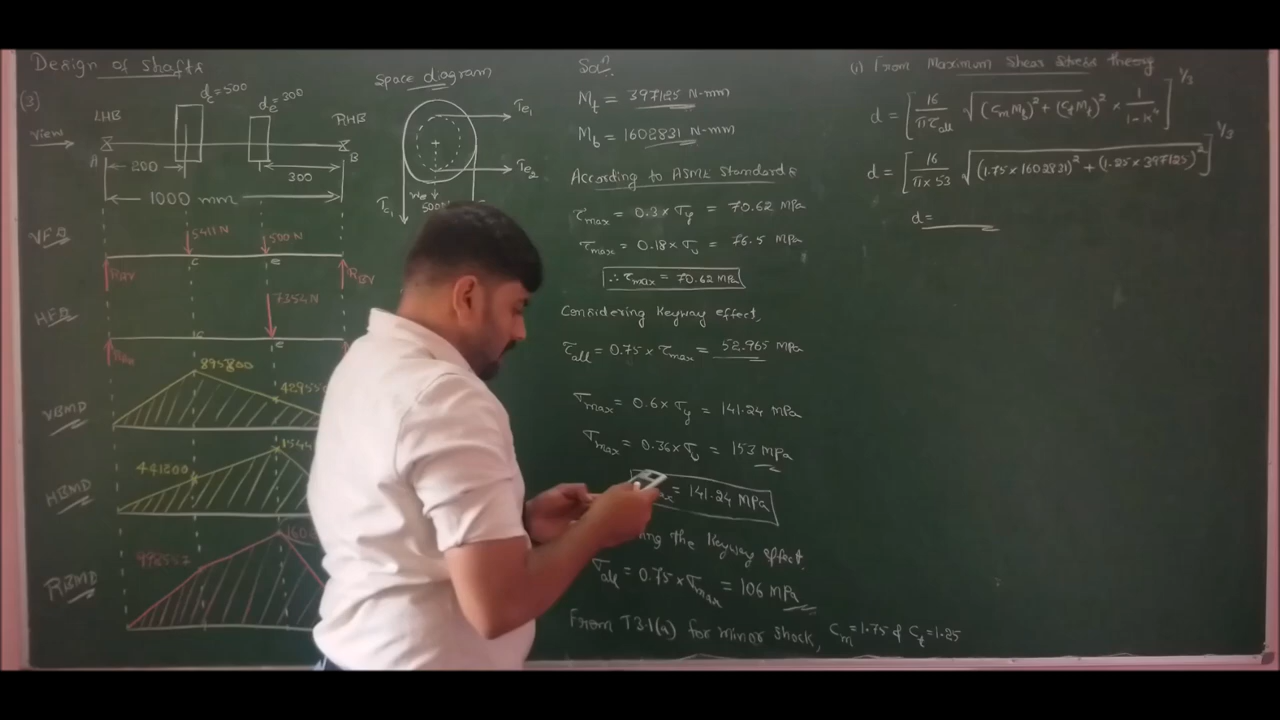 Design of Shafts
(3)
d_c=500
d_e=300
LHB
RHB
View
A
B
200
300
1000 mm
VFD
5411 N
500 N
R_AV
c
e
R_BV
HFD
7354 N
c
e
895800
VBMD
441200
HBMD
RBMD
Space diagram
T_e1
T_e2
T_c1
W_e
Sol^n:
M_t = 397125 N-mm
M_b = 1602831 N-mm
According to ASME Standards
τ_max = 0.3 × σ_y = 70.62 MPa
τ_max = 0.18 × σ_u = 76.5 MPa
∴ τ_max = 70.62 MPa
Considering Keyway effect,
τ_all = 0.75 × τ_max = 52.965 MPa
σ_max = 0.6 × σ_y = 141.24 MPa
σ_max = 0.36 × σ_u = 153 MPa
= 141.24 MPa
the Keyway effect.
σ_all = 0.75 × σ_max = 106 MPa
From T3.1(a) for minor shock, C_m = 1.75 & C_t = 1.25
(i) From Maximum Shear Stress theory
d = [16/(π τ_all) √((C_m M_b)² + (C_t M_t)²) × 1/(1-k⁴)]^1/3
d = [16/(π × 53) √((1.75 × 1602831)² + (1.25 × 397125)²)]^1/3
d =